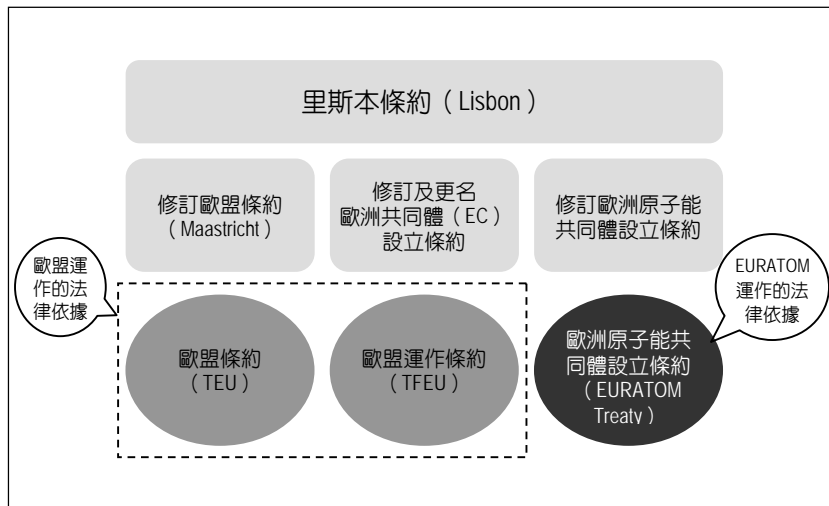 里斯本條約（Lisbon）
修訂歐盟條約
（Maastricht）
修訂及更名
歐洲共同體（EC）
設立條約
修訂歐洲原子能
共同體設立條約
歐盟運
作的法
律依據
EURATOM
運作的法
律依據
歐盟條約
（TEU）
歐盟運作條約
（TFEU）
歐洲原子能共
同體設立條約
（EURATOM
Treaty）